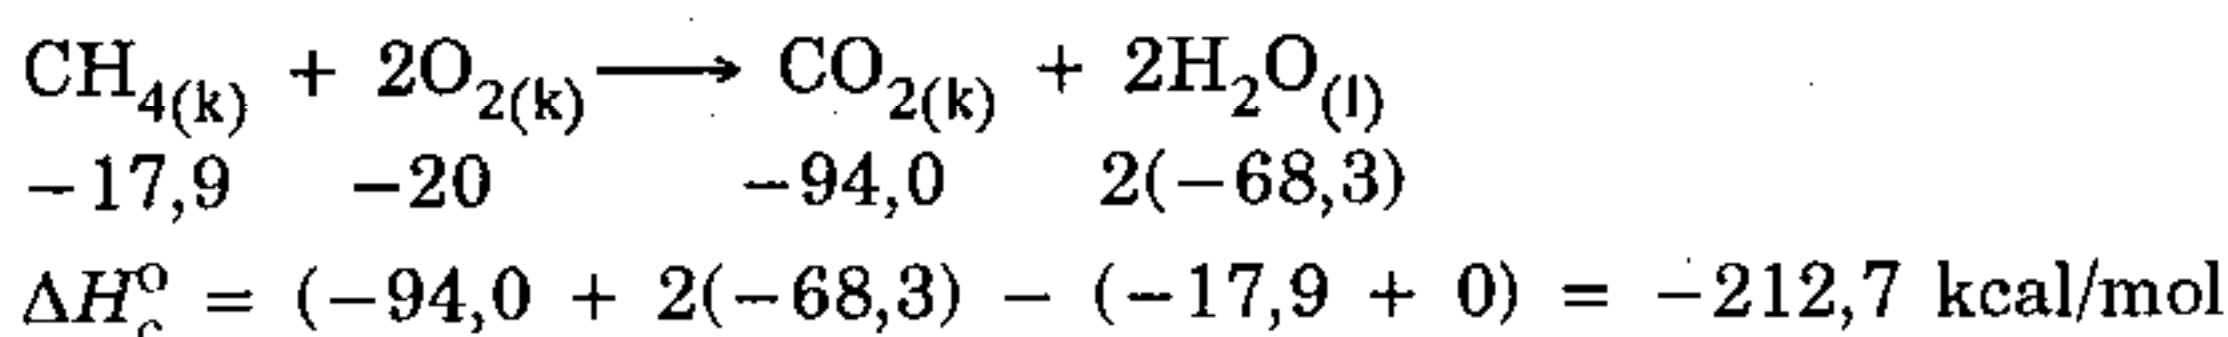 CH₄₍ₖ₎ + 2O₂₍ₖ₎ ⟶ CO₂₍ₖ₎ + 2H₂O₍ₗ₎
−17,9 −20 −94,0 2(−68,3)
ΔH°c = (−94,0 + 2(−68,3) − (−17,9 + 0) = −212,7 kcal/mol